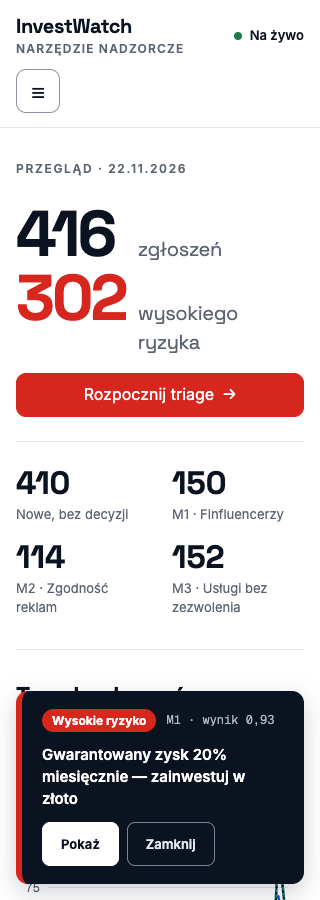 InvestWatch
NARZĘDZIE NADZORCZE
Na żywo
PRZEGLĄD · 22.11.2026
416 zgłoszeń
302 wysokiego
ryzyka
Rozpocznij triage →
410
Nowe, bez decyzji
150
M1 · Finfluencerzy
114
M2 · Zgodność
reklam
152
M3 · Usługi bez
zezwolenia
Wysokie ryzyko M1 · wynik 0,93
Gwarantowany zysk 20%
miesięcznie — zainwestuj w
złoto
Pokaż
Zamknij
75